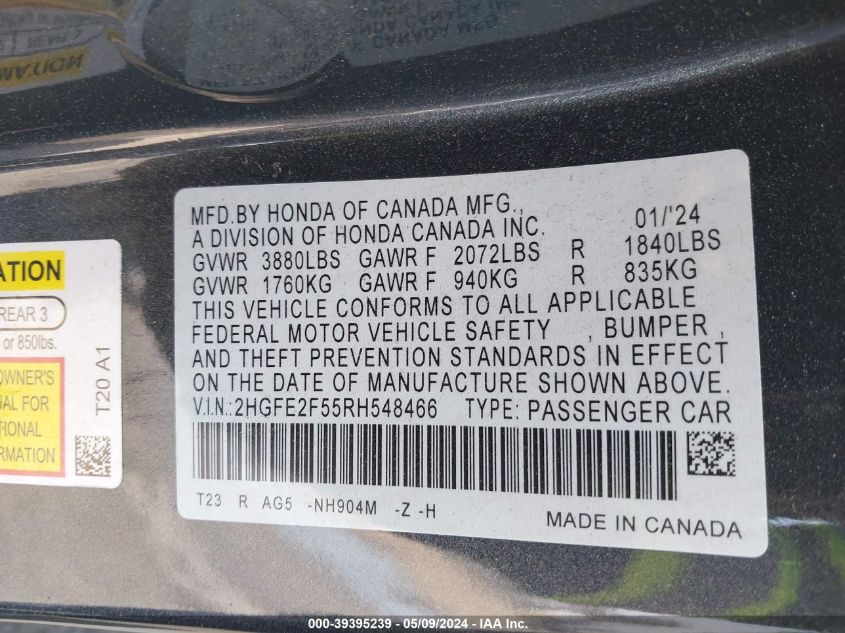 MFD.BY HONDA OF CANADA MFG., 01/'24
A DIVISION OF HONDA CANADA INC.
GVWR 3880LBS GAWR F 2072LBS R 1840LBS
GVWR 1760KG GAWR F 940KG R 835KG
THIS VEHICLE CONFORMS TO ALL APPLICABLE
FEDERAL MOTOR VEHICLE SAFETY , BUMPER ,
AND THEFT PREVENTION STANDARDS IN EFFECT
ON THE DATE OF MANUFACTURE SHOWN ABOVE.
V.I.N.:2HGFE2F55RH548466 TYPE: PASSENGER CAR
T23 R AG5 -NH904M -Z -H
MADE IN CANADA
ATION
REAR 3
or 850lbs.
OWNER'S
UAL FOR
TIONAL
ORMATION
T20 A1
000-39395239 - 05/09/2024 - IAA Inc.